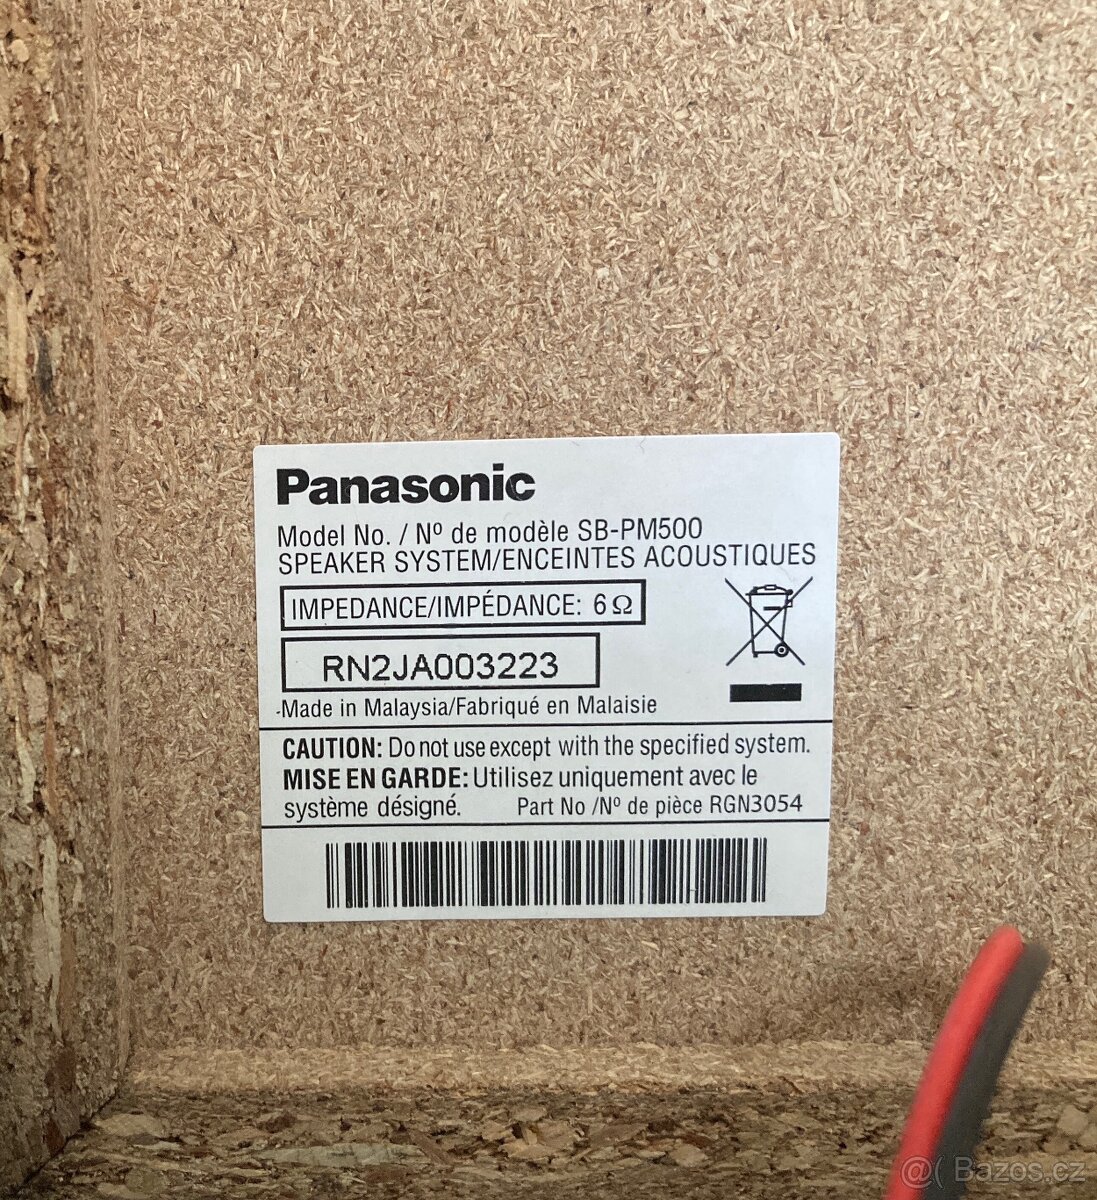 Panasonic
Model No. / Nº de modèle SB-PM500
SPEAKER SYSTEM/ENCEINTES ACOUSTIQUES
IMPEDANCE/IMPÉDANCE: 6Ω
RN2JA003223
-Made in Malaysia/Fabriqué en Malaisie
CAUTION: Do not use except with the specified system.
MISE EN GARDE: Utilisez uniquement avec le
système désigné. Part No /Nº de pièce RGN3054
@( Bazos.cz